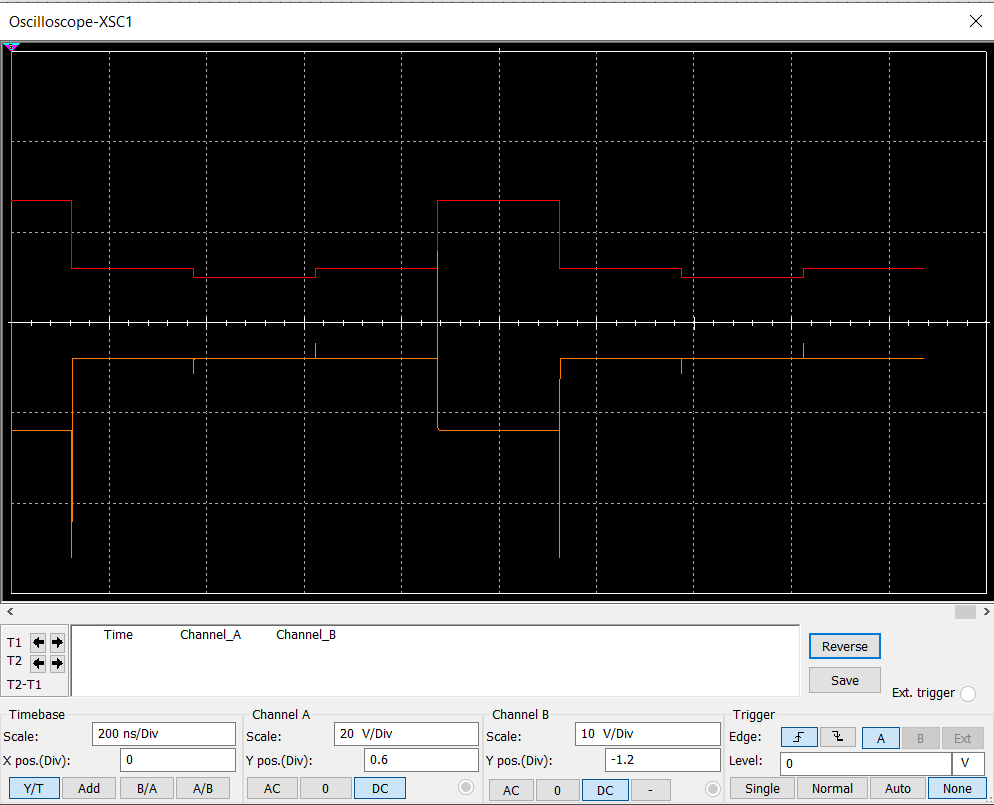 Oscilloscope-XSC1
Time Channel_A Channel_B
T1
T2
T2-T1
Reverse
Save
Ext. trigger
Timebase
Scale: 200 ns/Div
X pos.(Div): 0
Y/T Add B/A A/B
Channel A
Scale: 20 V/Div
Y pos.(Div): 0.6
AC 0 DC
Channel B
Scale: 10 V/Div
Y pos.(Div): -1.2
AC 0 DC -
Trigger
Edge: A B Ext
Level: 0 V
Single Normal Auto None